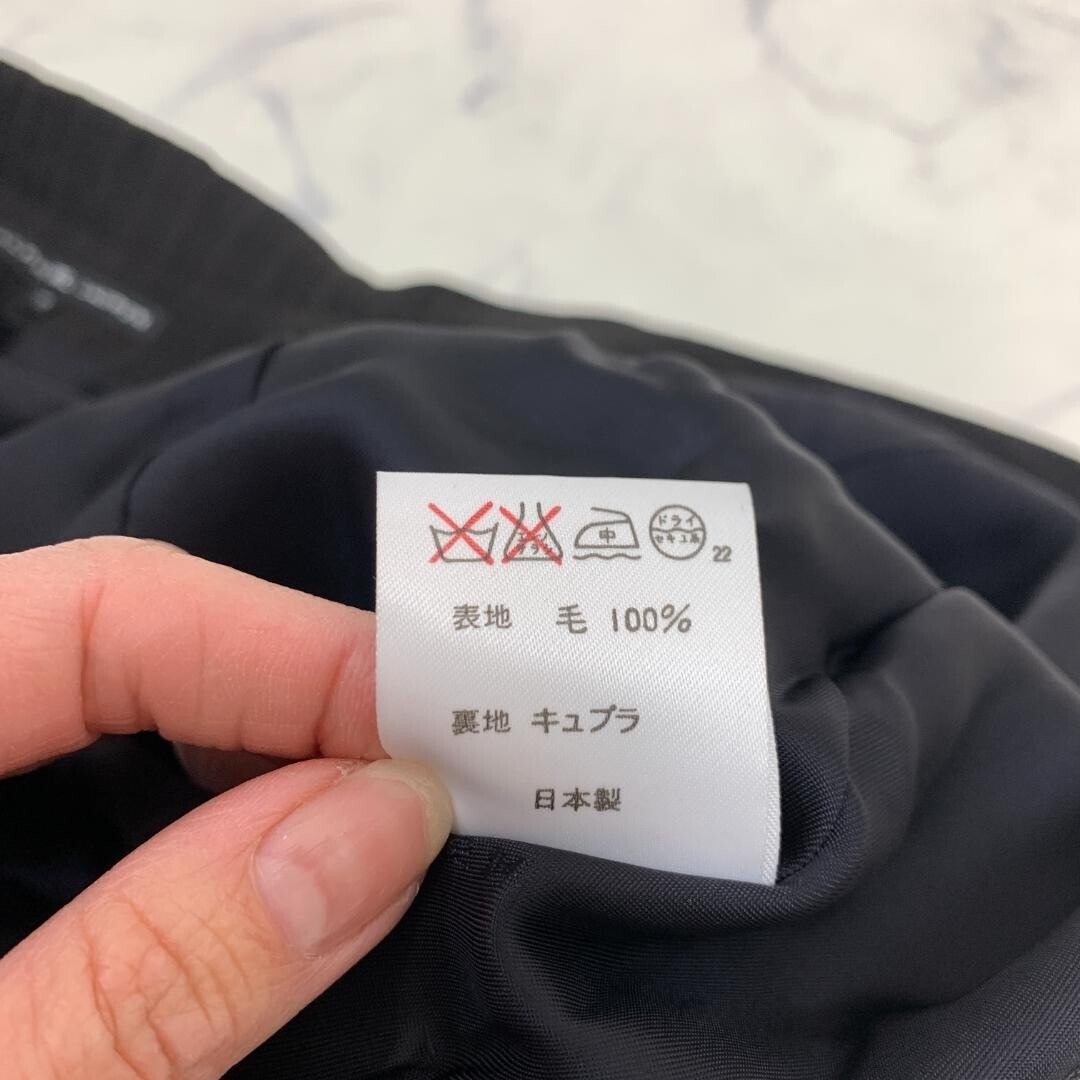 中 ドライ セキユ系 22
表地 毛 100%
裏地 キュプラ
日本製